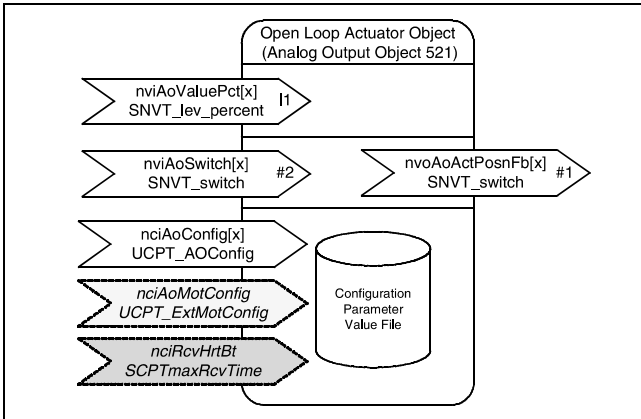 Open Loop Actuator Object
(Analog Output Object 521)
nviAoValuePct[x]
SNVT_lev_percent
I1
nviAoSwitch[x]
SNVT_switch
#2
nvoAoActPosnFb[x]
SNVT_switch
#1
nciAoConfig[x]
UCPT_AOConfig
nciAoMotConfig
UCPT_ExtMotConfig
nciRcvHrtBt
SCPTmaxRcvTime
Configuration
Parameter
Value File